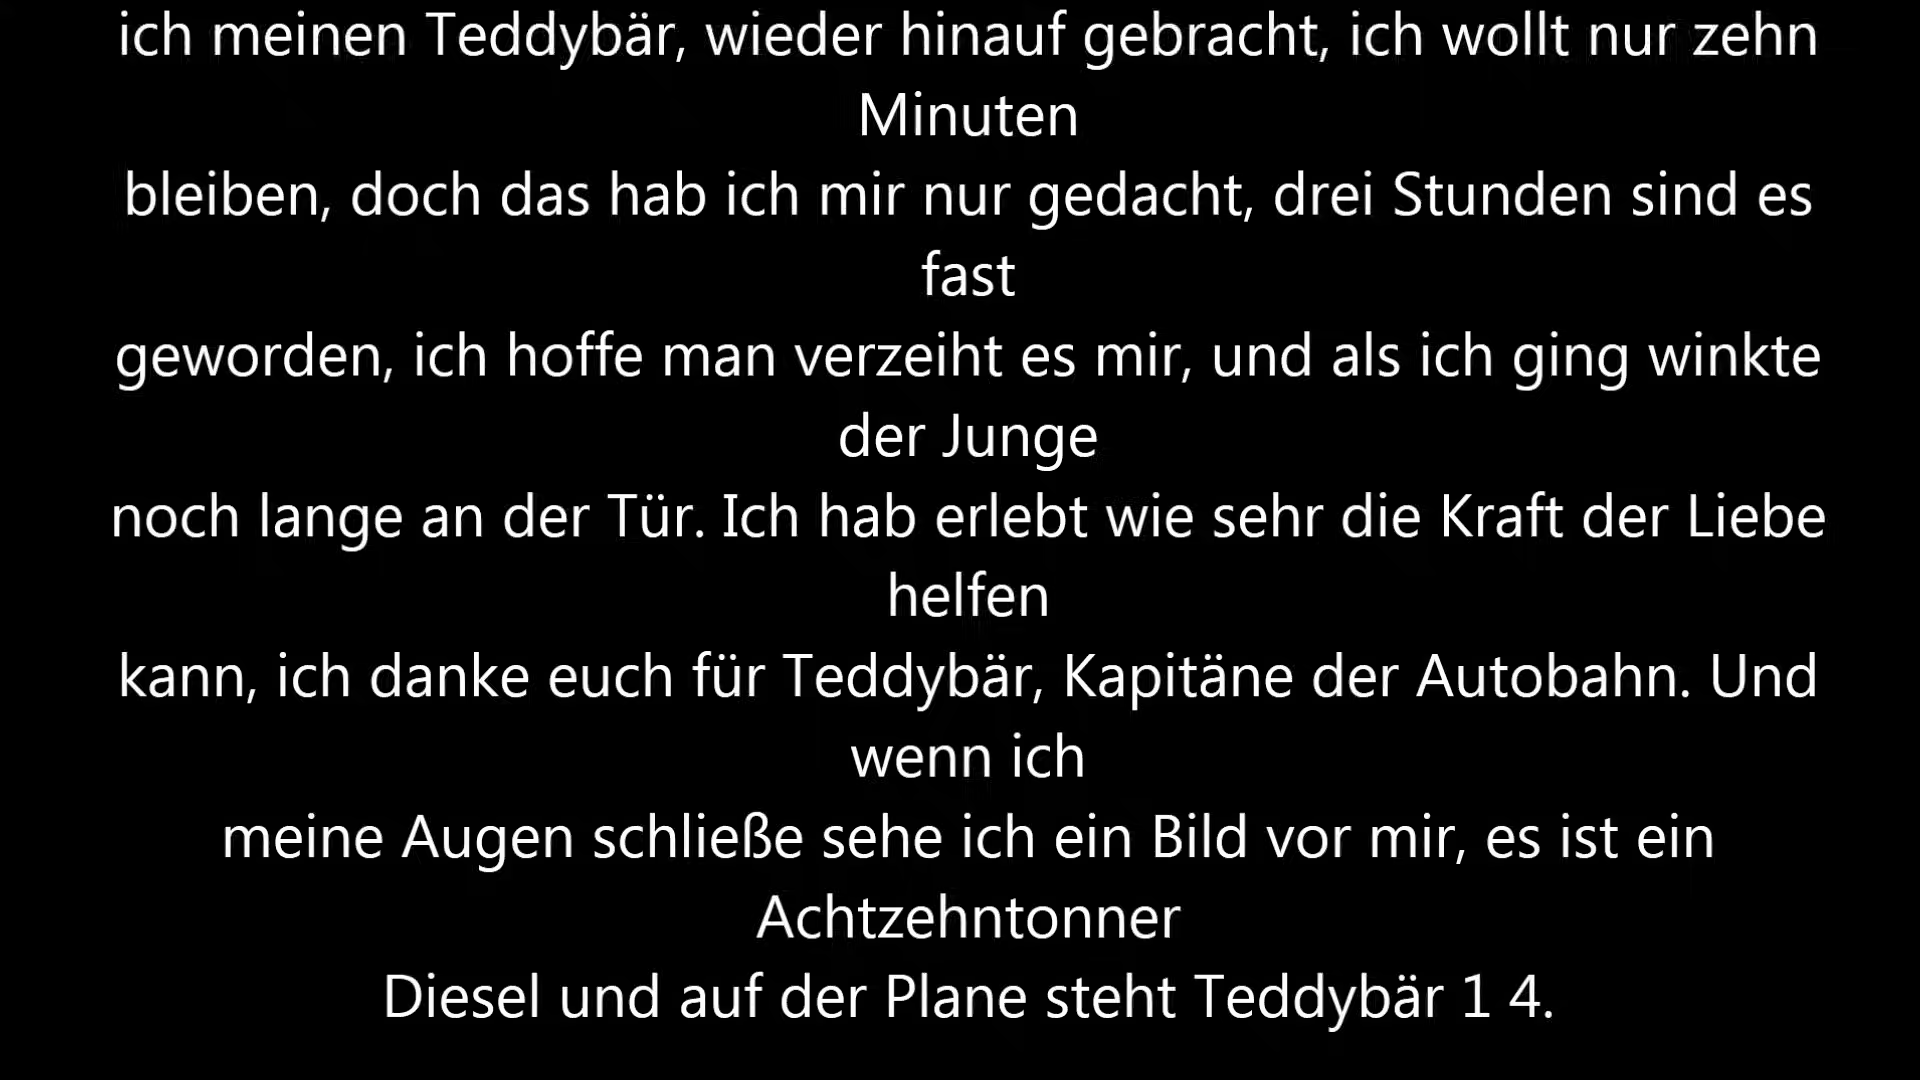 ich meinen Teddybär, wieder hinauf gebracht, ich wollt nur zehn
Minuten
bleiben, doch das hab ich mir nur gedacht, drei Stunden sind es
fast
geworden, ich hoffe man verzeiht es mir, und als ich ging winkte
der Junge
noch lange an der Tür. Ich hab erlebt wie sehr die Kraft der Liebe
helfen
kann, ich danke euch für Teddybär, Kapitäne der Autobahn. Und
wenn ich
meine Augen schließe sehe ich ein Bild vor mir, es ist ein
Achtzehntonner
Diesel und auf der Plane steht Teddybär 1 4.